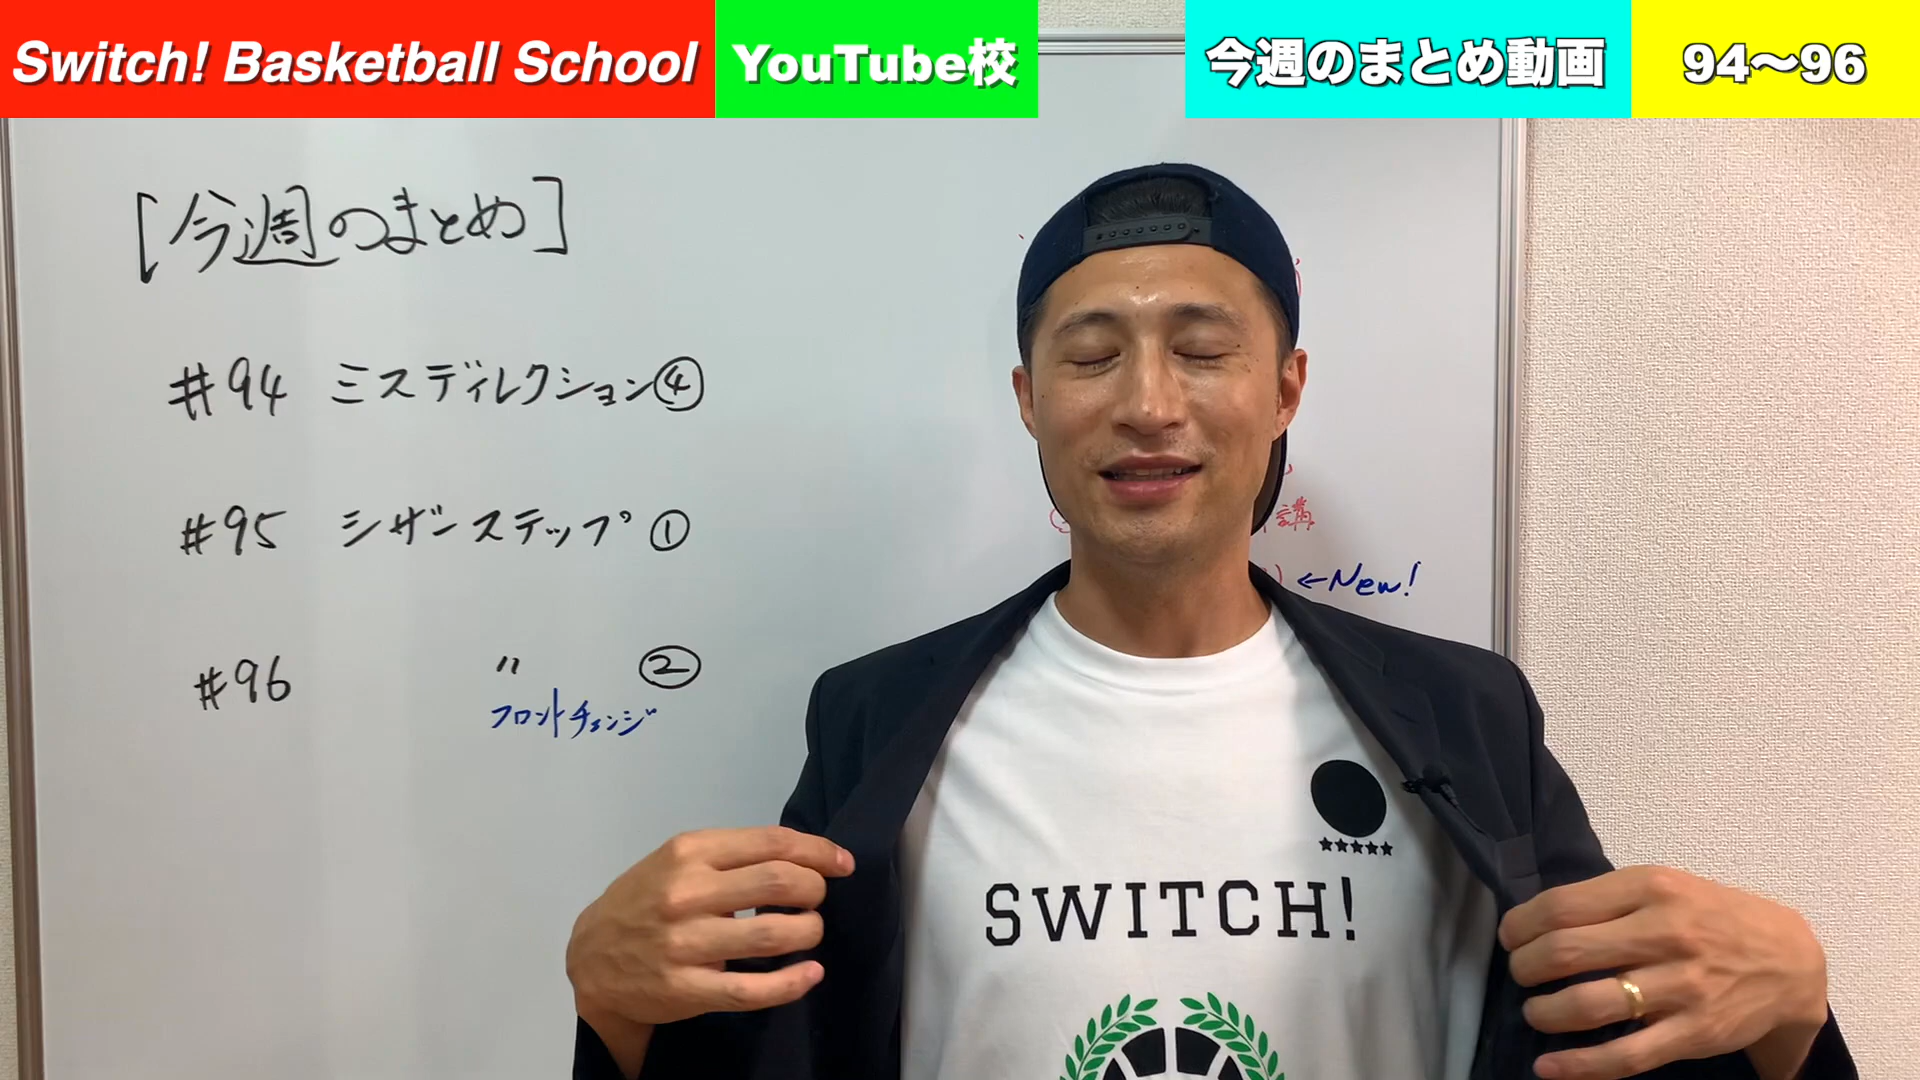 Switch! Basketball School YouTube校 今週のまとめ動画 94〜96
[今週のまとめ]
#94 ミスディレクション④
#95 シザーステップ①
#96 〃 ②
フロントチェンジ
講
←New!
SWITCH!